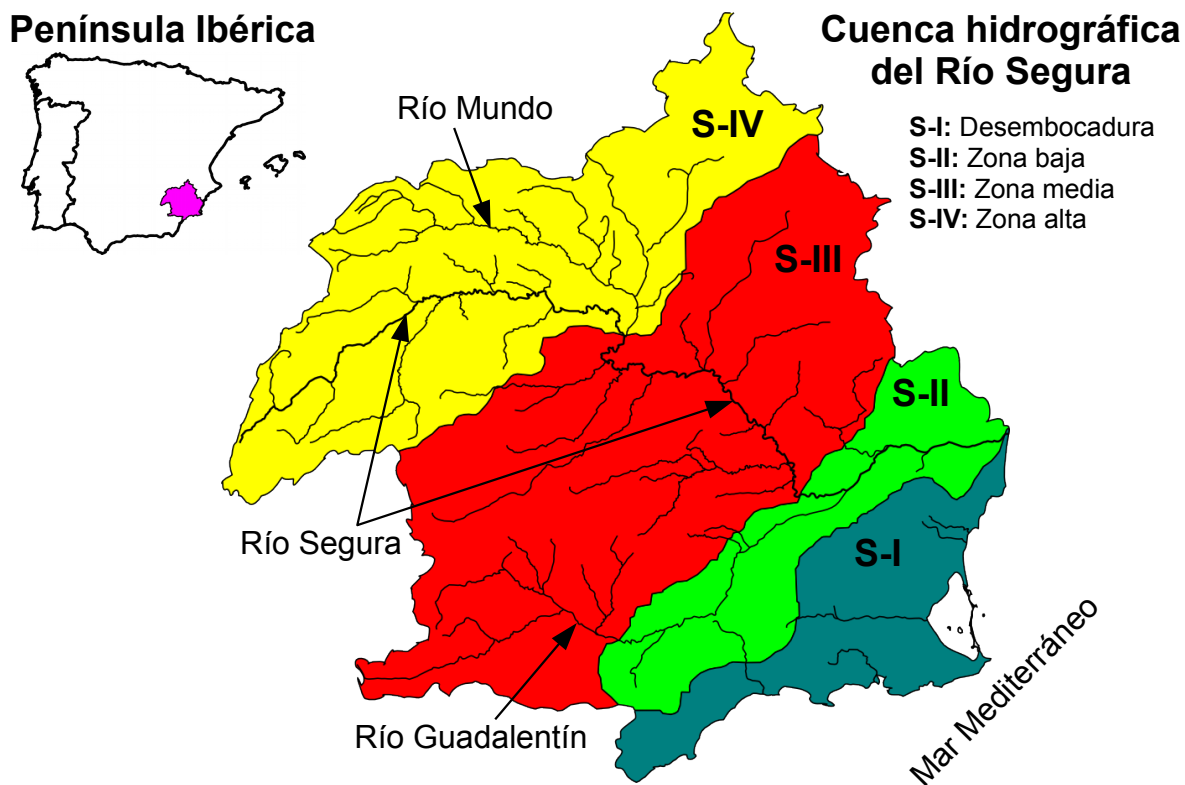 Península Ibérica
Cuenca hidrográfica
del Río Segura
S-I: Desembocadura
S-II: Zona baja
S-III: Zona media
S-IV: Zona alta
Río Mundo
S-IV
S-III
S-II
Río Segura
S-I
Río Guadalentín
Mar Mediterráneo